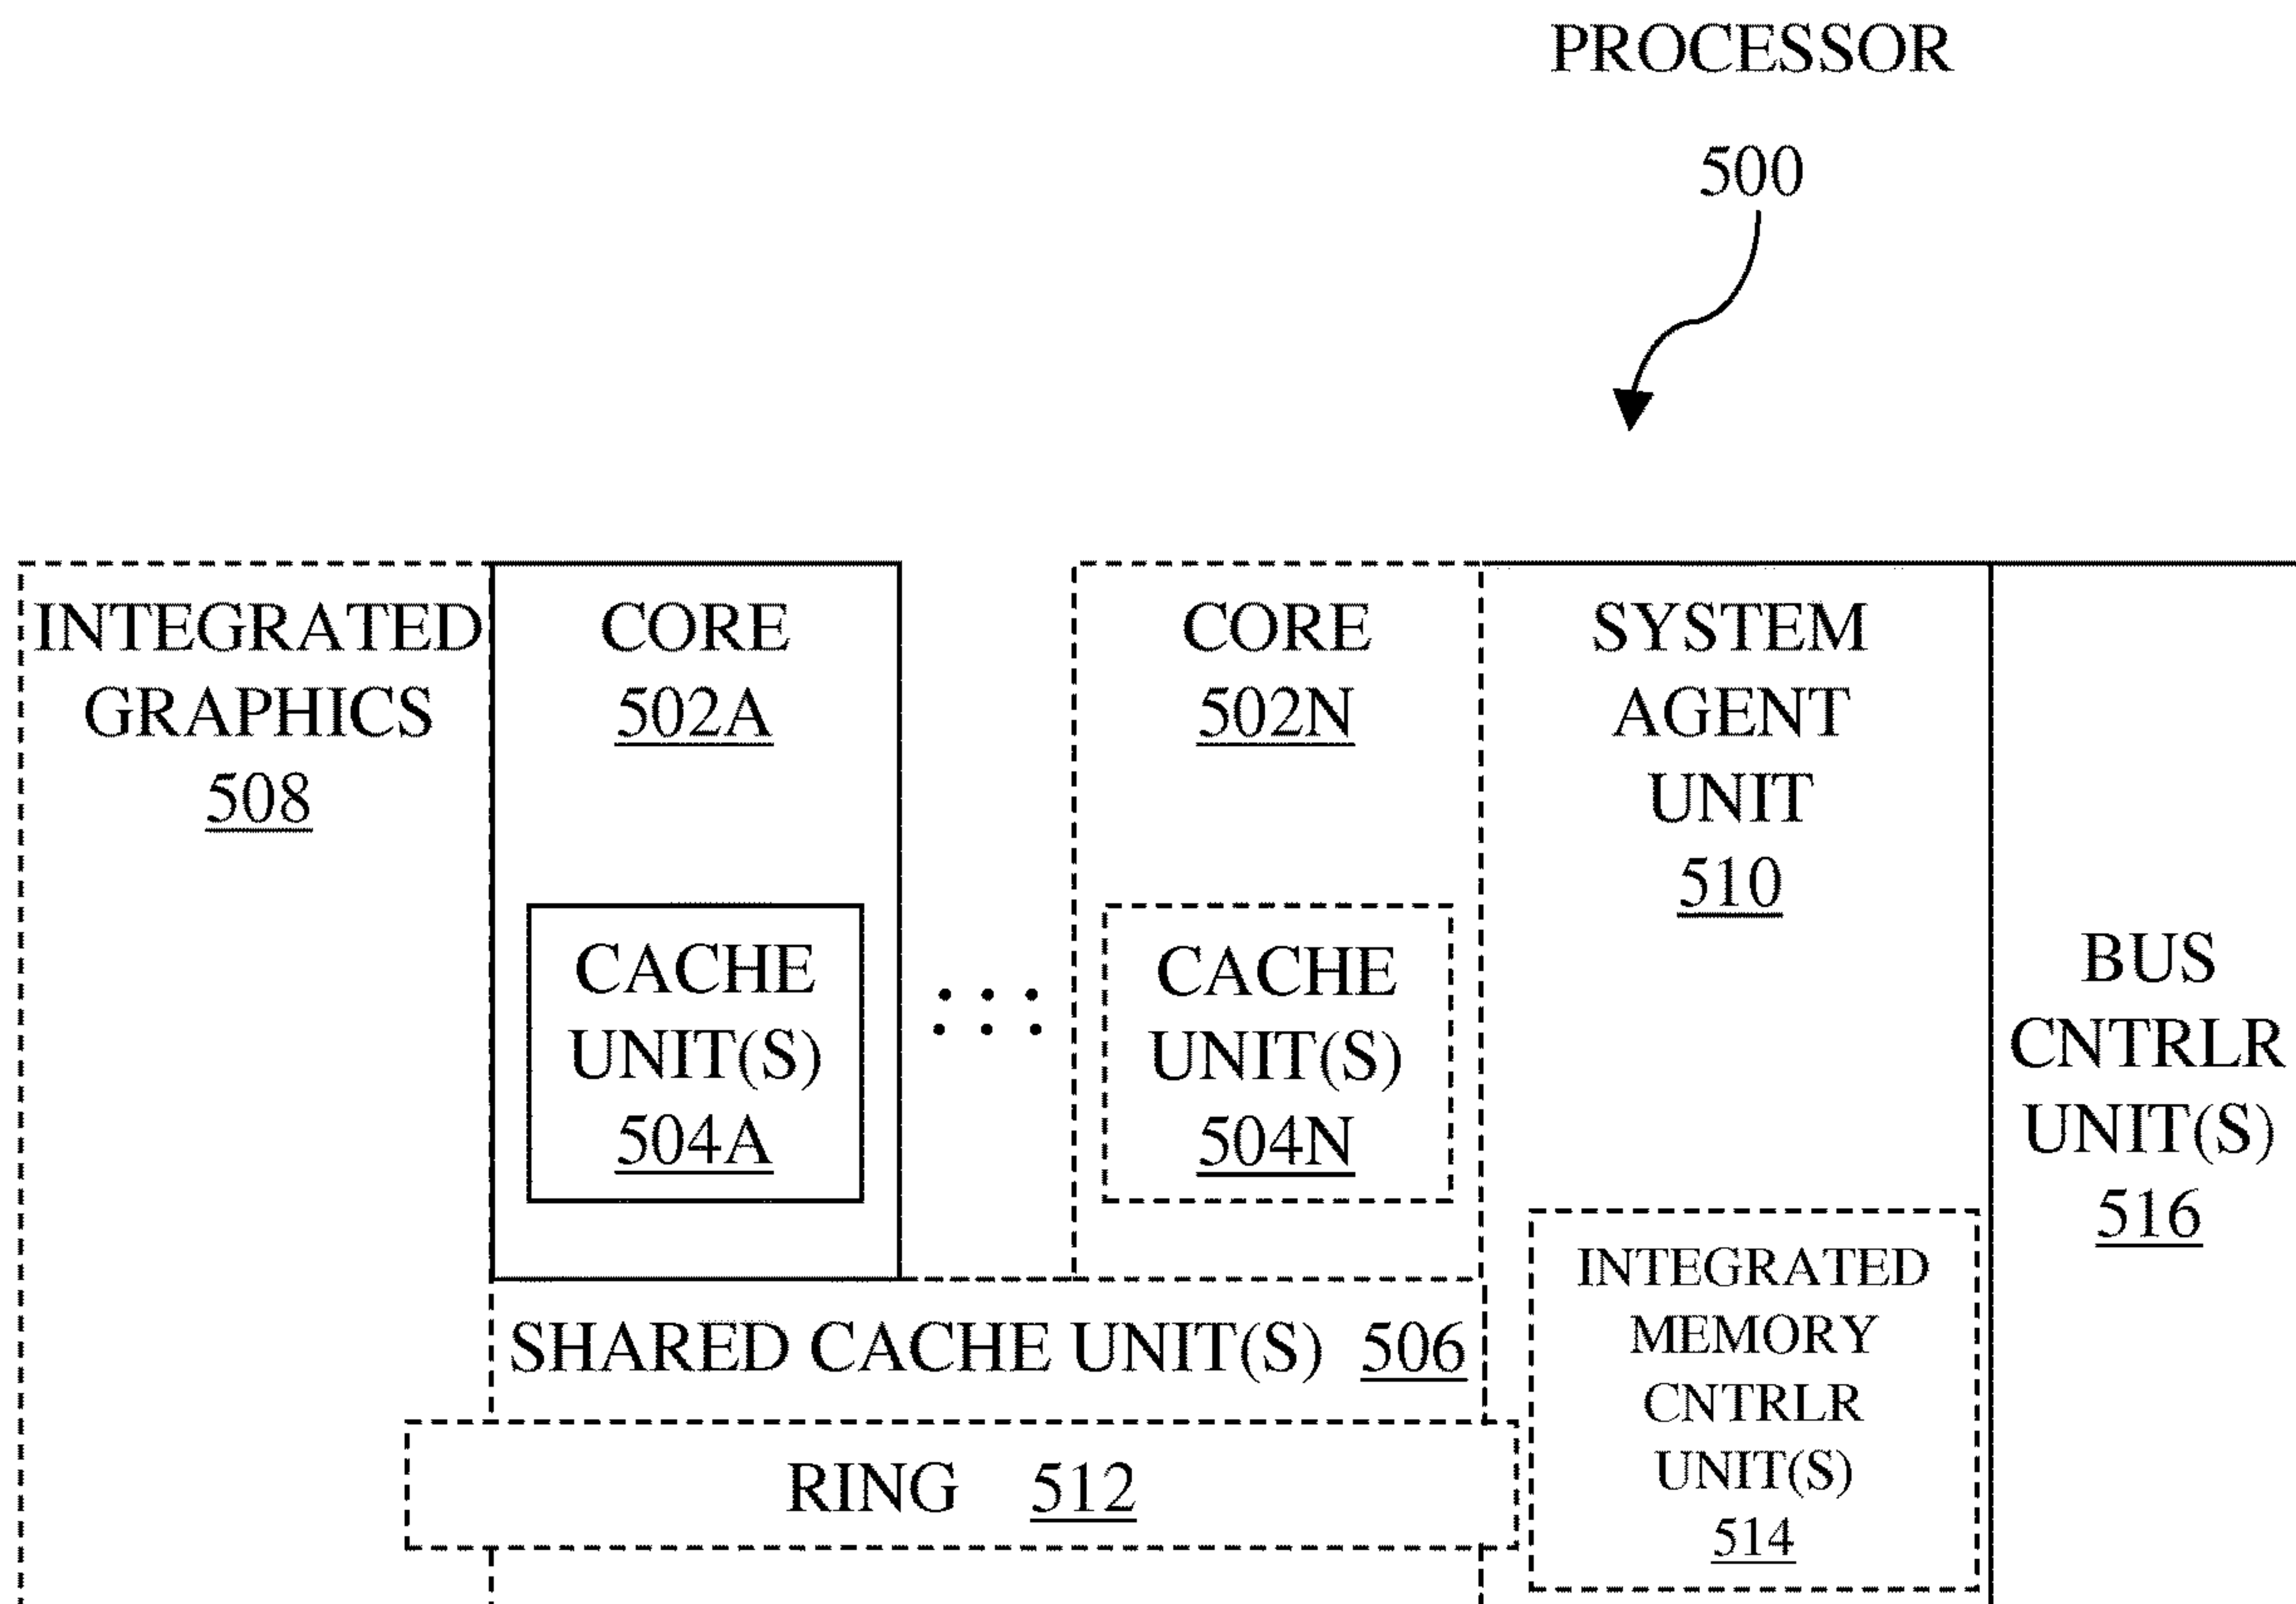 PROCESSOR
500
INTEGRATED
GRAPHICS
508
CORE
502A
CACHE
UNIT(S)
504A
CORE
502N
CACHE
UNIT(S)
504N
SYSTEM
AGENT
UNIT
510
BUS
CNTRLR
UNIT(S)
516
INTEGRATED
MEMORY
CNTRLR
UNIT(S)
514
SHARED CACHE UNIT(S) 506
RING 512